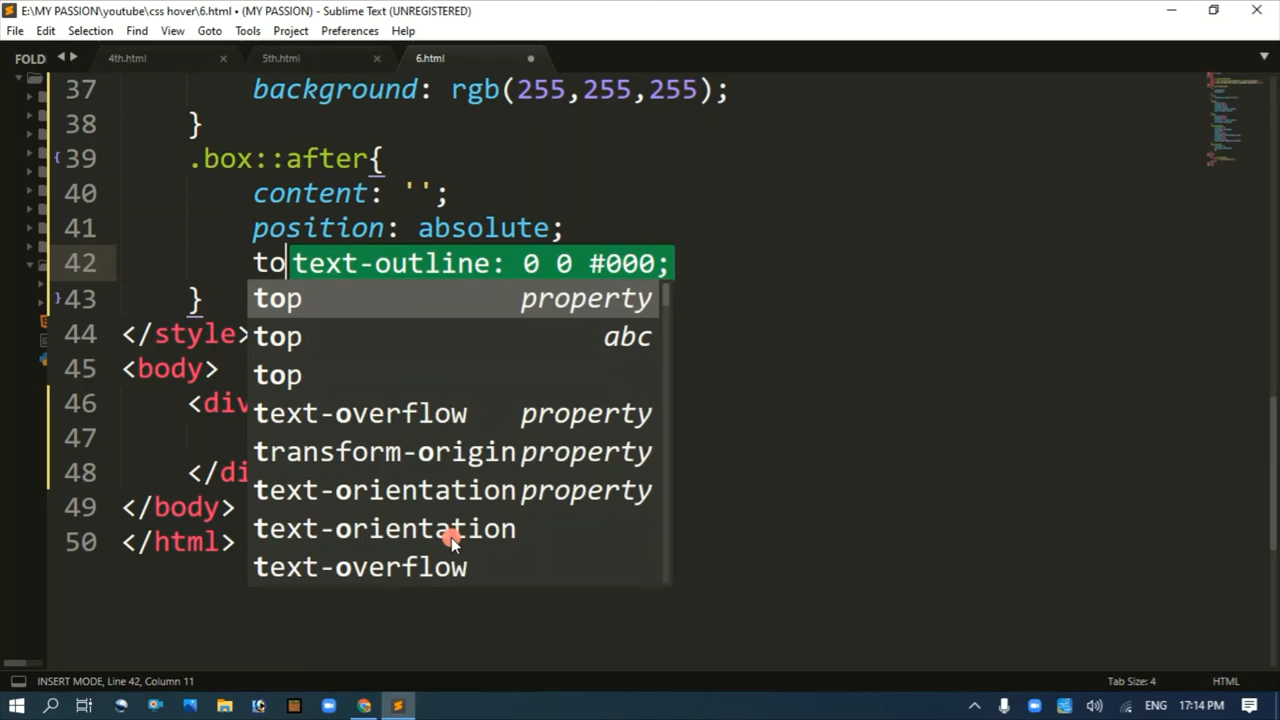 E:\MY PASSION\youtube\css hover\6.html • (MY PASSION) - Sublime Text (UNREGISTERED)
File Edit Selection Find View Goto Tools Project Preferences Help
FOLD 4th.html 5th.html 6.html
37 background: rgb(255,255,255);
38 }
39 .box::after{
40 content: '';
41 position: absolute;
42 to text-outline: 0 0 #000;
top property
top abc
top
text-overflow property
transform-origin property
text-orientation property
text-orientation
text-overflow
43 }
44 </style>
45 <body>
46 <div
47
48 </di
49 </body>
50 </html>
INSERT MODE, Line 42, Column 11 Tab Size: 4 HTML
ENG 17:14 PM